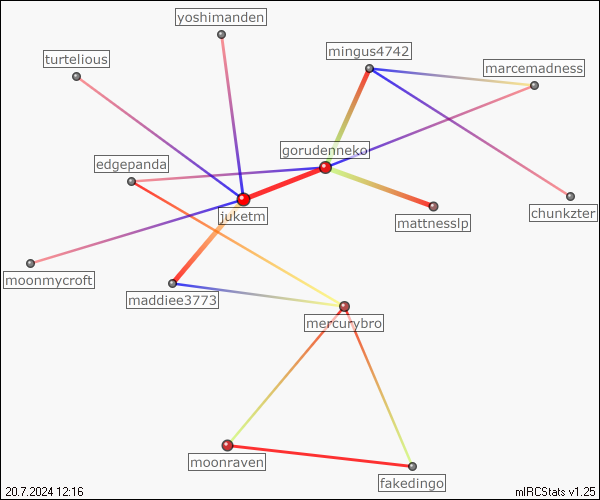 yoshimanden
mingus4742
turtelious
marcemadness
gorudenneko
edgepanda
chunkzter
juketm
mattnesslp
moonmycroft
maddiee3773
mercurybro
moonraven
fakedingo
20.7.2024 12:16
mIRCStats v1.25